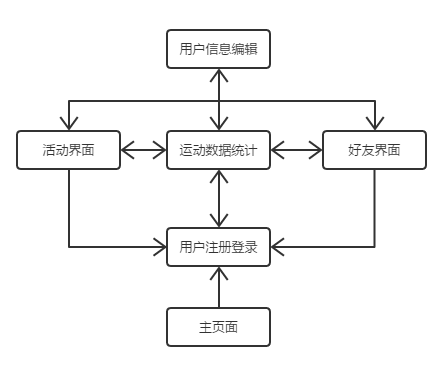 用户信息编辑
活动界面
运动数据统计
好友界面
用户注册登录
主页面